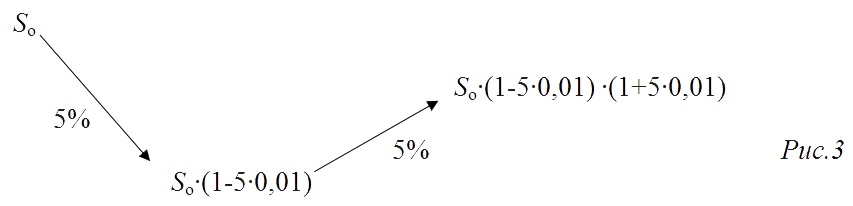 Sо
5%
Sо·(1-5·0,01)
5%
Sо·(1-5·0,01) ·(1+5·0,01)
Рис.3